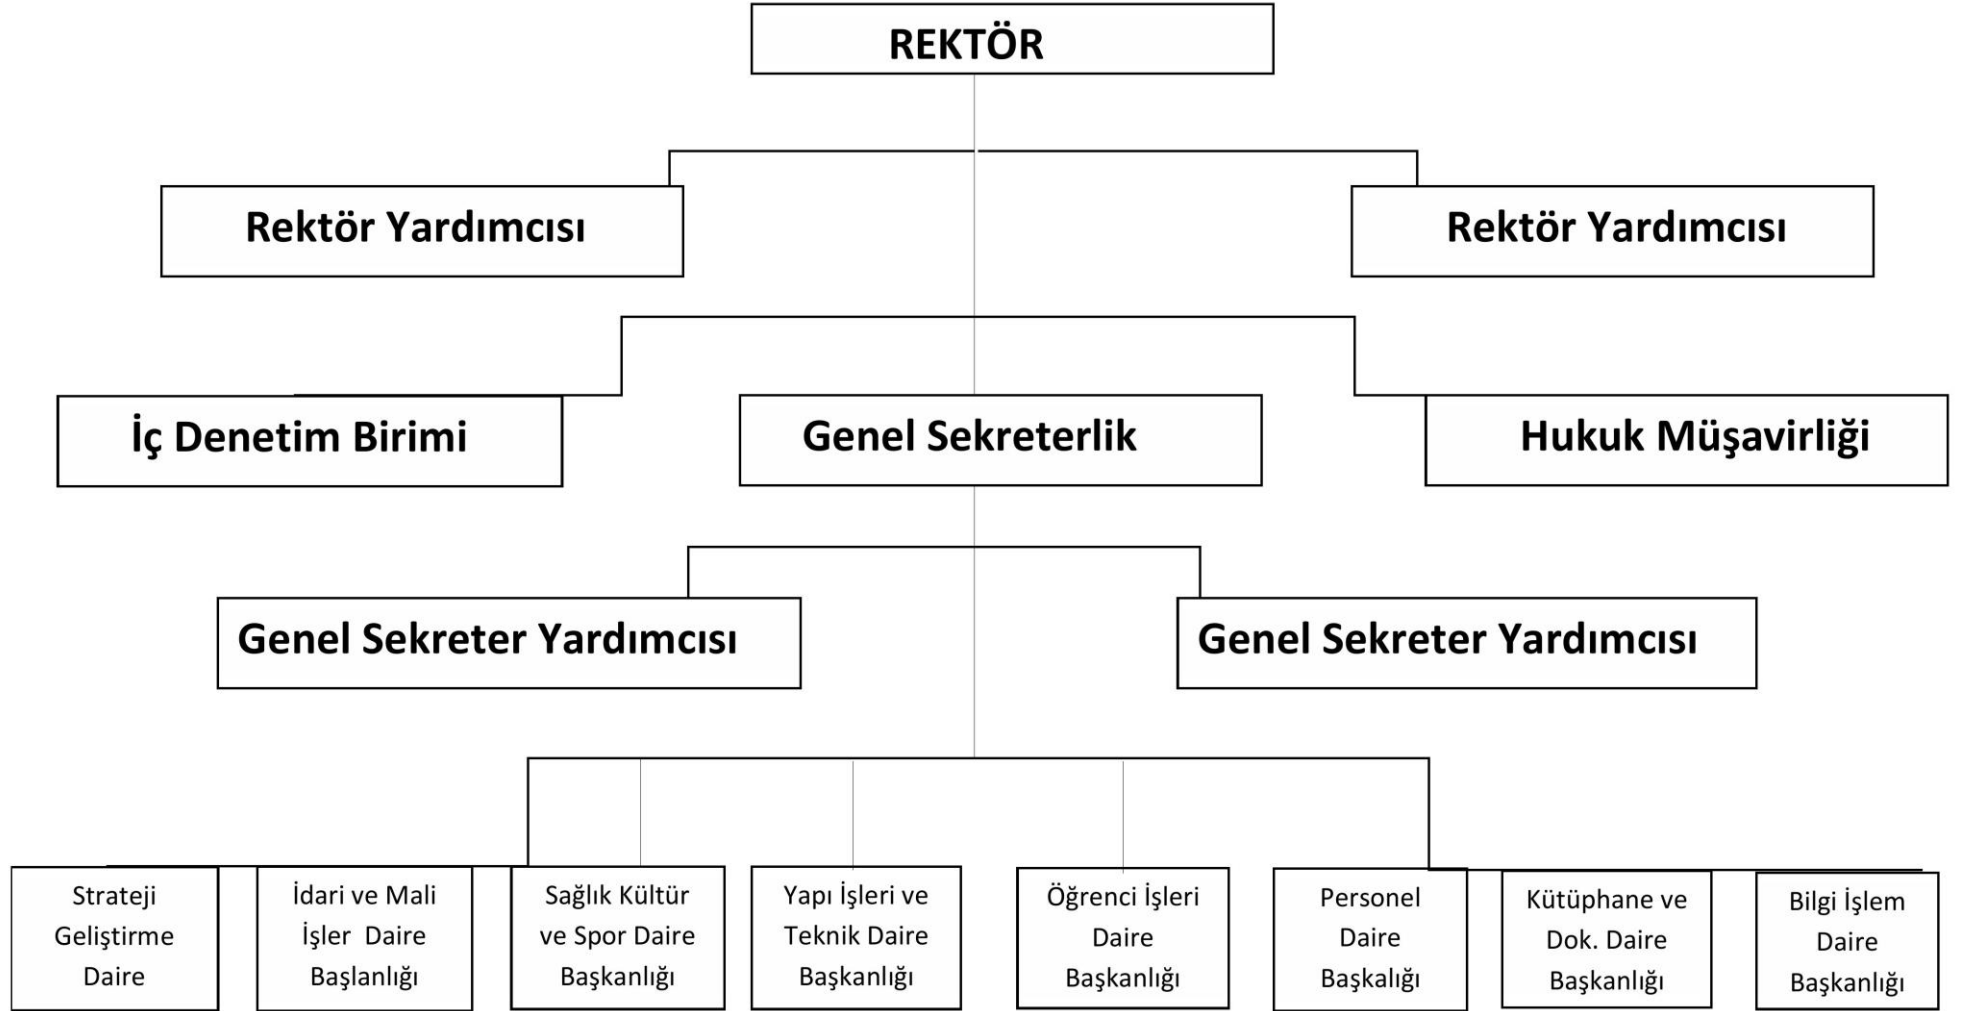 REKTÖR
Rektör Yardımcısı
Rektör Yardımcısı
İç Denetim Birimi
Genel Sekreterlik
Hukuk Müşavirliği
Genel Sekreter Yardımcısı
Genel Sekreter Yardımcısı
Strateji
Geliştirme
Daire
İdari ve Mali
İşler Daire
Başlanlığı
Sağlık Kültür
ve Spor Daire
Başkanlığı
Yapı İşleri ve
Teknik Daire
Başkanlığı
Öğrenci İşleri
Daire
Başkanlığı
Personel
Daire
Başkalığı
Kütüphane ve
Dok. Daire
Başkanlığı
Bilgi İşlem
Daire
Başkanlığı